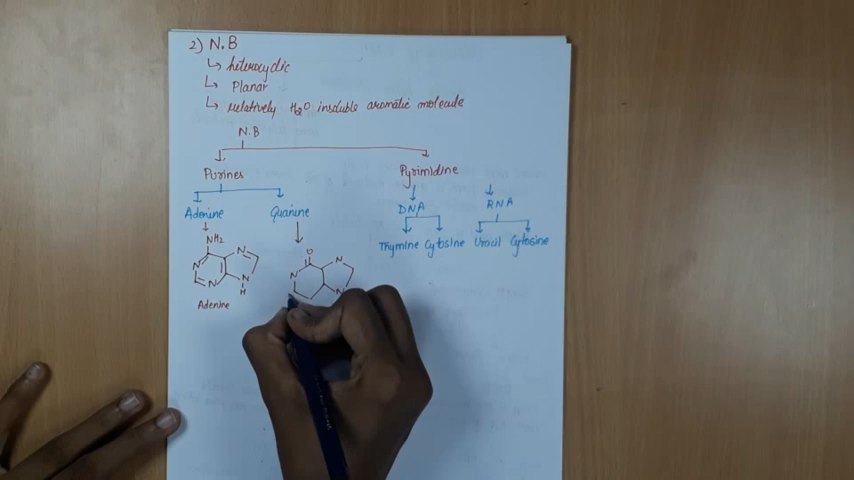 2) N.B
↳ heterocyclic
↳ Planar
↳ relatively H2O insoluble aromatic molecule
N.B
Purines Pyrimidine
Adenine Guanine DNA RNA
Thymine Cytosine Uracil Cytosine
NH2
N N N N H
Adenine
O
N N N